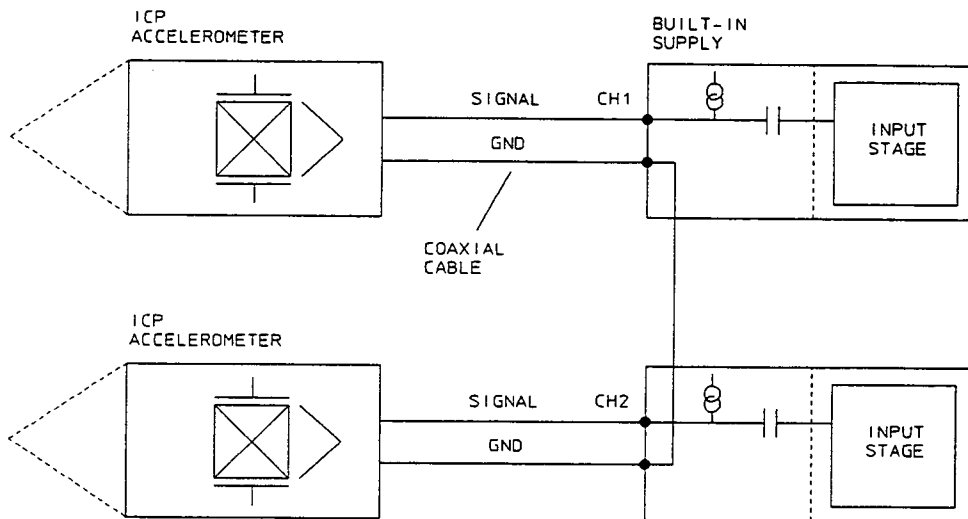 ICP
ACCELEROMETER
BUILT-IN
SUPPLY
SIGNAL
CH1
GND
INPUT
STAGE
COAXIAL
CABLE
ICP
ACCELEROMETER
SIGNAL
CH2
GND
INPUT
STAGE